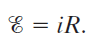 ℰ = iR.